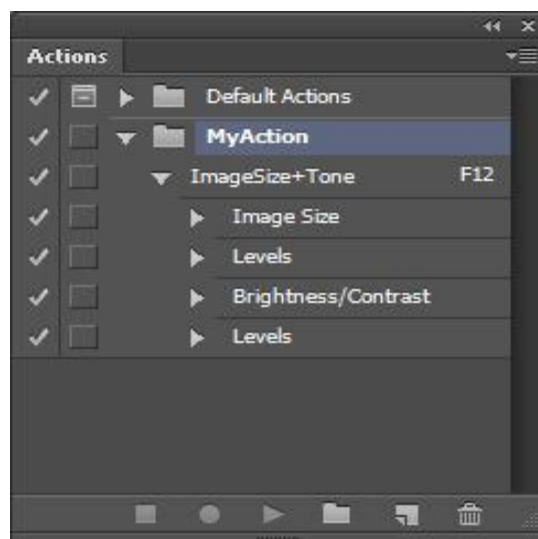 Actions
Default Actions
MyAction
ImageSize+Tone F12
Image Size
Levels
Brightness/Contrast
Levels